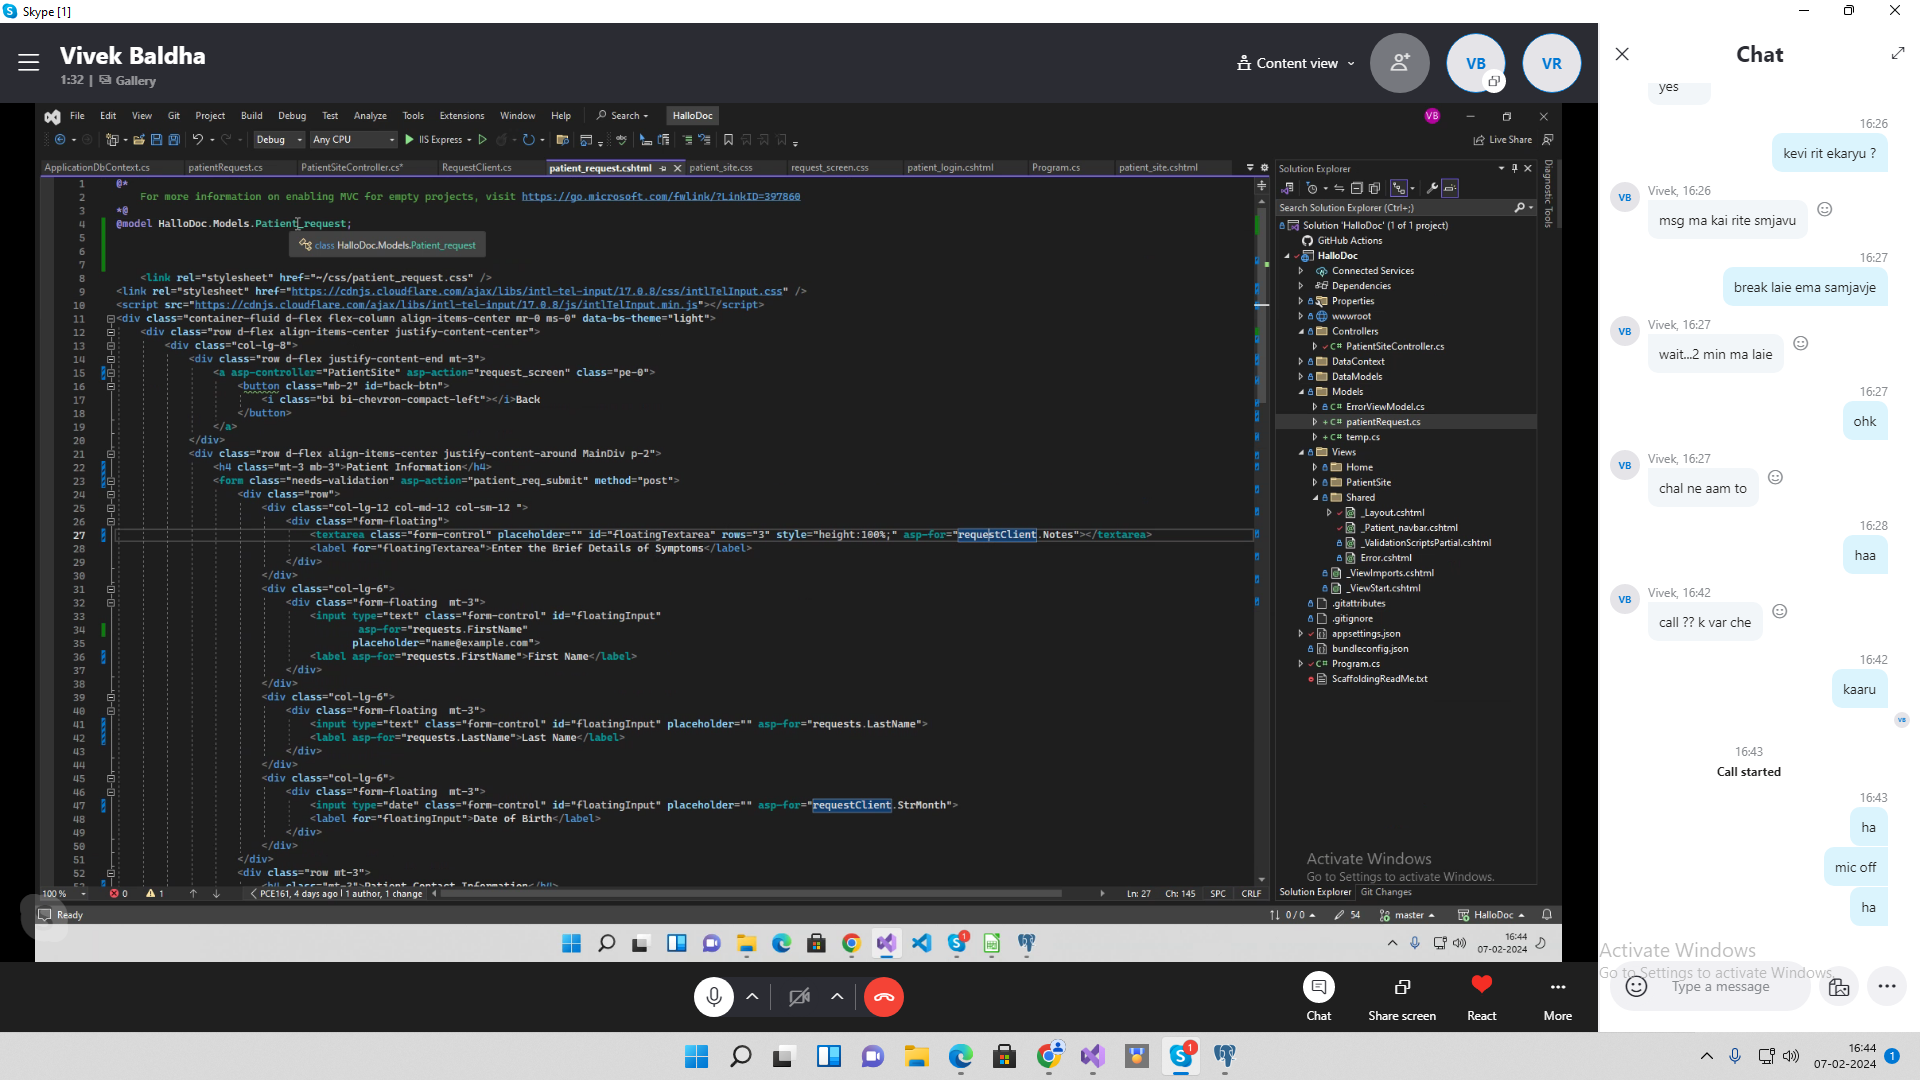 Skype [1]
Vivek Baldha
1:32 | Gallery
Content view
VB
VR
File Edit View Git Project Build Debug Test Analyze Tools Extensions Window Help Search HalloDoc
VB
Debug Any CPU IIS Express Live Share
ApplicationDbContext.cs patientRequest.cs PatientSiteController.cs* RequestClient.cs patient_request.cshtml patient_site.css request_screen.css patient_login.cshtml Program.cs patient_site.cshtml
1 @*
2 For more information on enabling MVC for empty projects, visit https://go.microsoft.com/fwlink/?LinkID=397860
3 *@
4 @model HalloDoc.Models.Patient_request;
5
class HalloDoc.Models.Patient_request
6
7
8 <link rel="stylesheet" href="~/css/patient_request.css" />
9 <link rel="stylesheet" href="https://cdnjs.cloudflare.com/ajax/libs/intl-tel-input/17.0.8/css/intlTelInput.css" />
10 <script src="https://cdnjs.cloudflare.com/ajax/libs/intl-tel-input/17.0.8/js/intlTelInput.min.js"></script>
11 <div class="container-fluid d-flex flex-column align-items-center mr-0 ms-0" data-bs-theme="light">
12 <div class="row d-flex align-items-center justify-content-center">
13 <div class="col-lg-8">
14 <div class="row d-flex justify-content-end mt-3">
15 <a asp-controller="PatientSite" asp-action="request_screen" class="pe-0">
16 <button class="mb-2" id="back-btn">
17 <i class="bi bi-chevron-compact-left"></i>Back
18 </button>
19 </a>
20 </div>
21 <div class="row d-flex align-items-center justify-content-around MainDiv p-2">
22 <h4 class="mt-3 mb-3">Patient Information</h4>
23 <form class="needs-validation" asp-action="patient_req_submit" method="post">
24 <div class="row">
25 <div class="col-lg-12 col-md-12 col-sm-12 ">
26 <div class="form-floating">
27 <textarea class="form-control" placeholder="" id="floatingTextarea" rows="3" style="height:100%;" asp-for="requestClient.Notes"></textarea>
28 <label for="floatingTextarea">Enter the Brief Details of Symptoms</label>
29 </div>
30 </div>
31 <div class="col-lg-6">
32 <div class="form-floating  mt-3">
33 <input type="text" class="form-control" id="floatingInput"
34 asp-for="requests.FirstName"
35 placeholder="name@example.com">
36 <label asp-for="requests.FirstName">First Name</label>
37 </div>
38 </div>
39 <div class="col-lg-6">
40 <div class="form-floating  mt-3">
41 <input type="text" class="form-control" id="floatingInput" placeholder="" asp-for="requests.LastName">
42 <label asp-for="requests.LastName">Last Name</label>
43 </div>
44 </div>
45 <div class="col-lg-6">
46 <div class="form-floating  mt-3">
47 <input type="date" class="form-control" id="floatingInput" placeholder="" asp-for="requestClient.StrMonth">
48 <label for="floatingInput">Date of Birth</label>
49 </div>
50 </div>
51 </div>
52 <div class="row mt-3">
<h4 class="mt-3">Patient Contact Information</h4>
100 % 0 1 PCE161, 4 days ago | 1 author, 1 change Ln: 27 Ch: 145 SPC CRLF
Solution Explorer
Diagnostic Tools
Search Solution Explorer (Ctrl+;)
Solution 'HalloDoc' (1 of 1 project)
GitHub Actions
HalloDoc
Connected Services
Dependencies
Properties
wwwroot
Controllers
C# PatientSiteController.cs
DataContext
DataModels
Models
C# ErrorViewModel.cs
+ C# patientRequest.cs
+ C# temp.cs
Views
Home
PatientSite
Shared
_Layout.cshtml
_Patient_navbar.cshtml
_ValidationScriptsPartial.cshtml
Error.cshtml
_ViewImports.cshtml
_ViewStart.cshtml
.gitattributes
.gitignore
appsettings.json
bundleconfig.json
C# Program.cs
ScaffoldingReadMe.txt
Activate Windows
Go to Settings to activate Windows.
Solution Explorer Git Changes
Ready 0 / 0 54 master HalloDoc
1
16:44
07-02-2024
Chat
Share screen
React
More
Chat
yes
16:26
kevi rit ekaryu ?
Vivek, 16:26
VB
msg ma kai rite smjavu
16:27
break laie ema samjavje
Vivek, 16:27
VB
wait...2 min ma laie
16:27
ohk
Vivek, 16:27
VB
chal ne aam to
16:28
haa
Vivek, 16:42
VB
call ?? k var che
16:42
kaaru
VB
16:43
Call started
16:43
ha
mic off
ha
Activate Windows
Go to Settings to activate Windows.
Type a message
1
16:44
07-02-2024
1